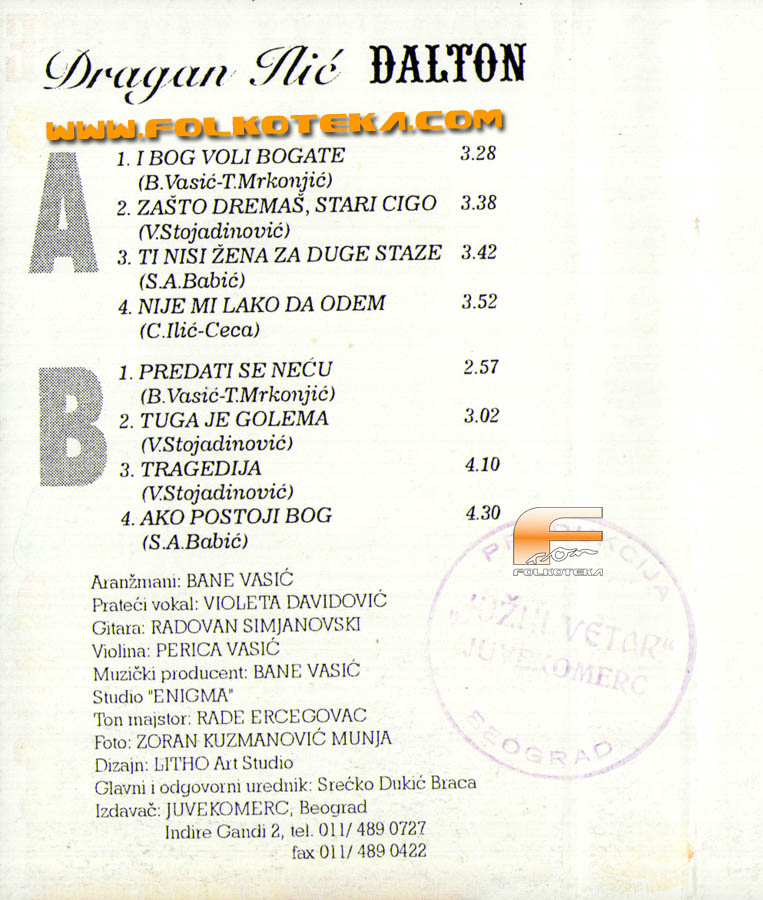 Dragan Ilić DALTON
WWW.FOLKOTEKA.COM
A
1. I BOG VOLI BOGATE 3.28
(B.Vasić-T.Mrkonjić)
2. ZAŠTO DREMAŠ, STARI CIGO 3.38
(V.Stojadinović)
3. TI NISI ŽENA ZA DUGE STAZE 3.42
(S.A.Babić)
4. NIJE MI LAKO DA ODEM 3.52
(C.Ilić-Ceca)
B
1. PREDATI SE NEĆU 2.57
(B.Vasić-T.Mrkonjić)
2. TUGA JE GOLEMA 3.02
(V.Stojadinović)
3. TRAGEDIJA 4.10
(V.Stojadinović)
4. AKO POSTOJI BOG 4.30
(S.A.Babić)
F
FOLKOTEKA
Aranžmani: BANE VASIĆ
Prateći vokal: VIOLETA DAVIDOVIĆ
Gitara: RADOVAN SIMJANOVSKI
Violina: PERICA VASIĆ
Muzički producent: BANE VASIĆ
Studio "ENIGMA"
Ton majstor: RADE ERCEGOVAC
Foto: ZORAN KUZMANOVIĆ MUNJA
Dizajn: LITHO Art Studio
Glavni i odgovorni urednik: Srećko Dukić Braca
Izdavač: JUVEKOMERC, Beograd
Indire Gandi 2, tel. 011/ 489 0727
fax 011/ 489 0422
„JUŽNI VETAR“
JUVEKOMERC
BEOGRAD